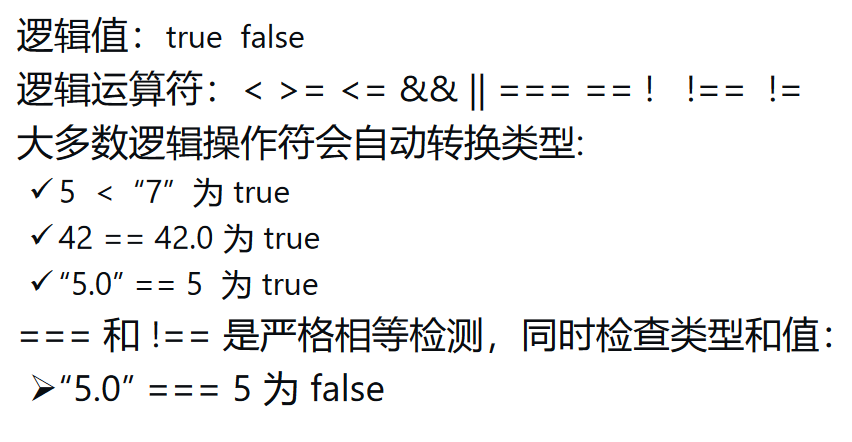 逻辑值：true false
逻辑运算符：< >= <= && || === == ! !== !=
大多数逻辑操作符会自动转换类型:
✓5 < “7” 为 true
✓42 == 42.0 为 true
✓“5.0” == 5 为 true
=== 和 !== 是严格相等检测，同时检查类型和值：
➢“5.0” === 5 为 false